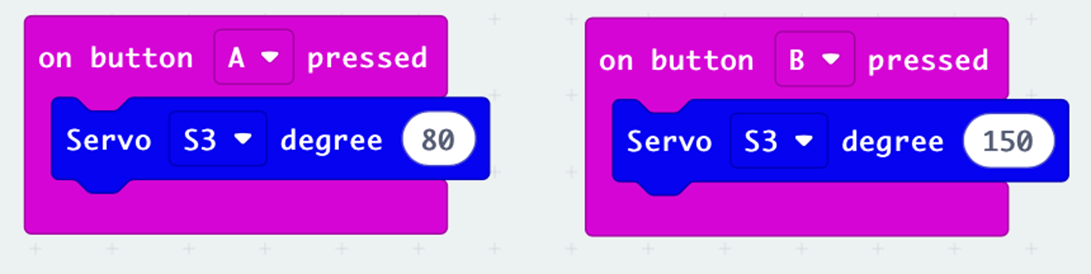 on button A pressed
Servo S3 degree 80
on button B pressed
Servo S3 degree 150